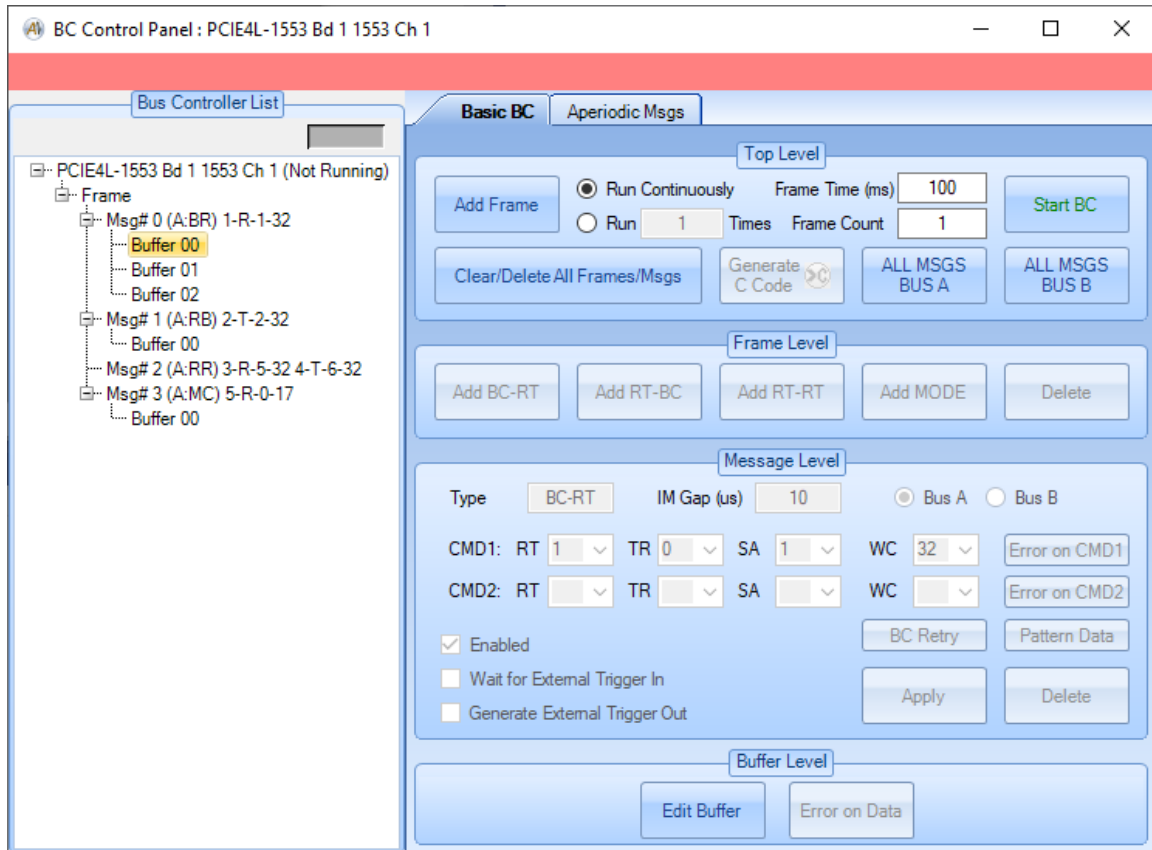 BC Control Panel : PCIE4L-1553 Bd 1 1553 Ch 1
Bus Controller List
PCIE4L-1553 Bd 1 1553 Ch 1 (Not Running)
Frame
Msg# 0 (A:BR) 1-R-1-32
Buffer 00
Buffer 01
Buffer 02
Msg# 1 (A:RB) 2-T-2-32
Buffer 00
Msg# 2 (A:RR) 3-R-5-32 4-T-6-32
Msg# 3 (A:MC) 5-R-0-17
Buffer 00
Basic BC Aperiodic Msgs
Top Level
Add Frame
Run Continuously Frame Time (ms) 100
Run 1 Times Frame Count 1
Start BC
Clear/Delete All Frames/Msgs
Generate
C Code
ALL MSGS
BUS A
ALL MSGS
BUS B
Frame Level
Add BC-RT Add RT-BC Add RT-RT Add MODE Delete
Message Level
Type BC-RT IM Gap (us) 10 Bus A Bus B
CMD1: RT 1 TR 0 SA 1 WC 32 Error on CMD1
CMD2: RT TR SA WC Error on CMD2
Enabled
Wait for External Trigger In
Generate External Trigger Out
BC Retry Pattern Data
Apply Delete
Buffer Level
Edit Buffer Error on Data